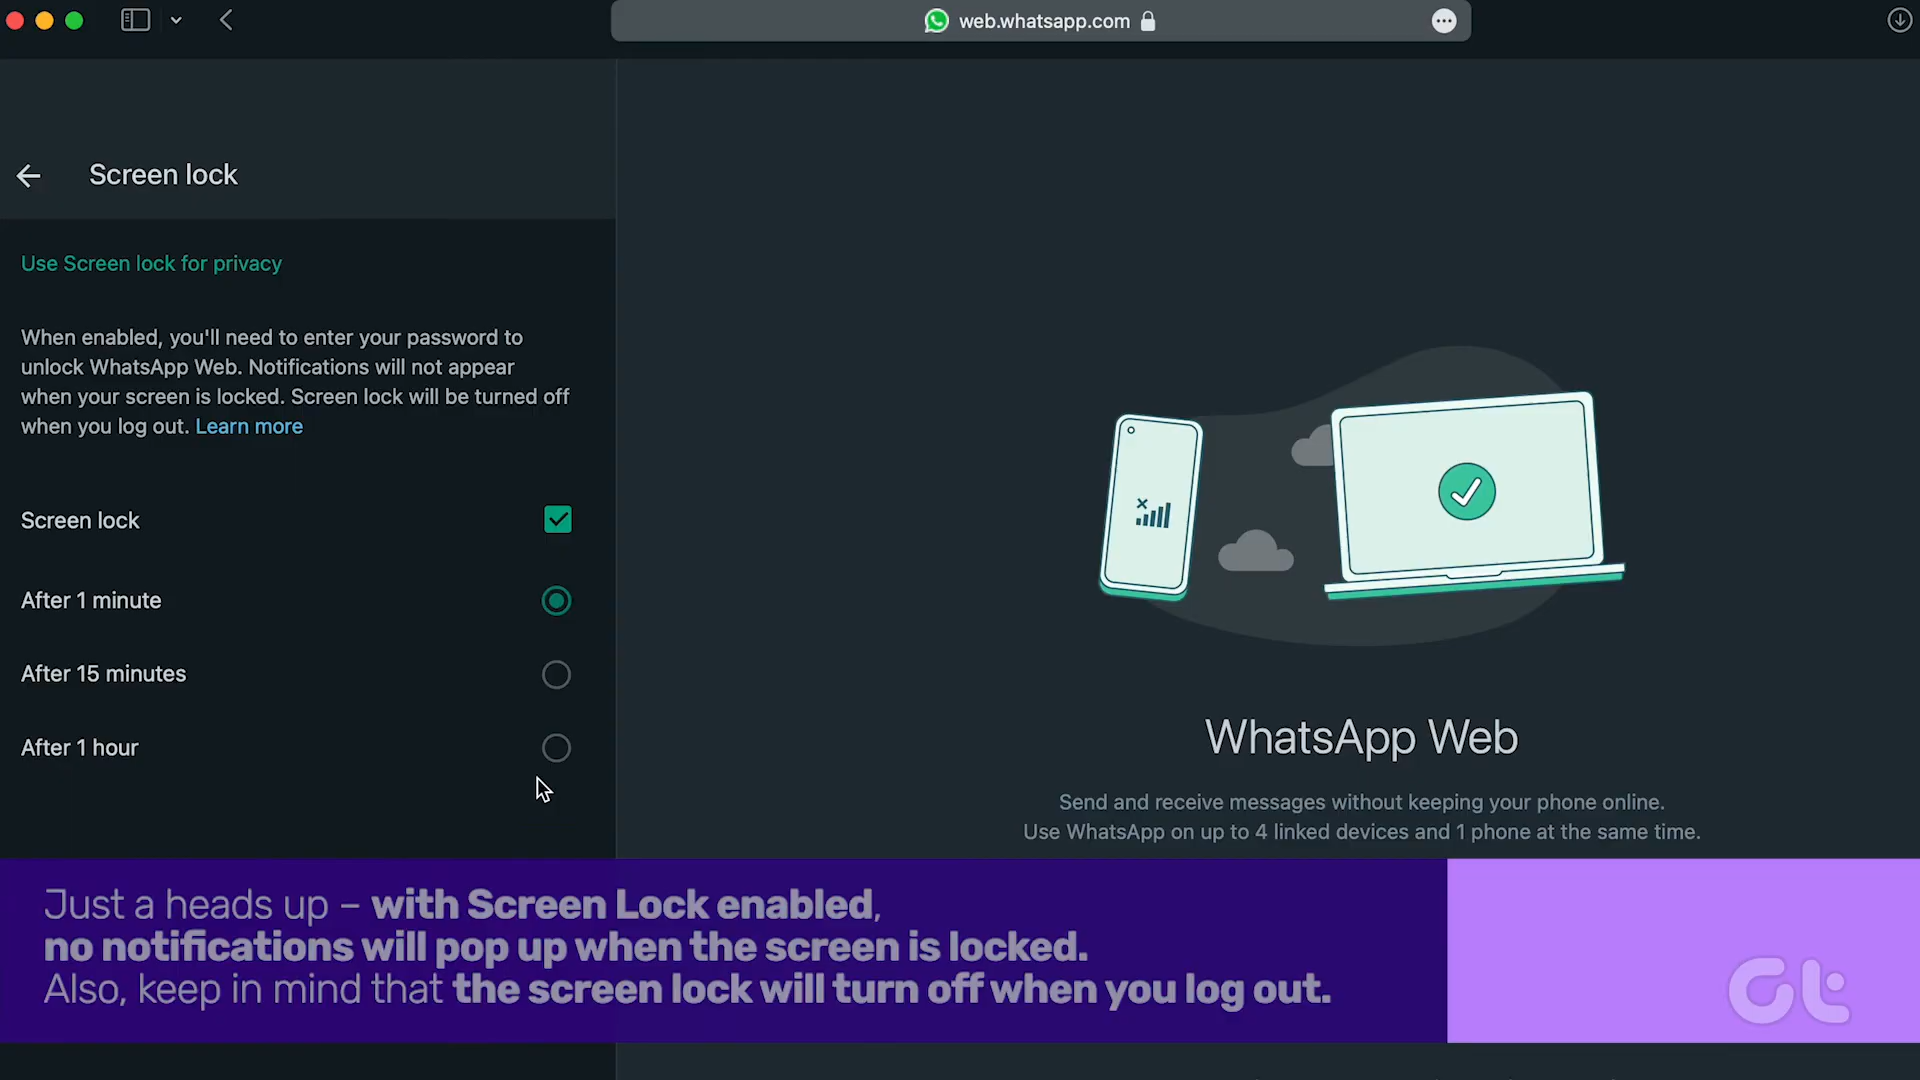 web.whatsapp.com
Screen lock
Use Screen lock for privacy
When enabled, you'll need to enter your password to
unlock WhatsApp Web. Notifications will not appear
when your screen is locked. Screen lock will be turned off
when you log out. Learn more
Screen lock
After 1 minute
After 15 minutes
After 1 hour
WhatsApp Web
Send and receive messages without keeping your phone online.
Use WhatsApp on up to 4 linked devices and 1 phone at the same time.
Just a heads up – with Screen Lock enabled,
no notifications will pop up when the screen is locked.
Also, keep in mind that the screen lock will turn off when you log out.
Gt